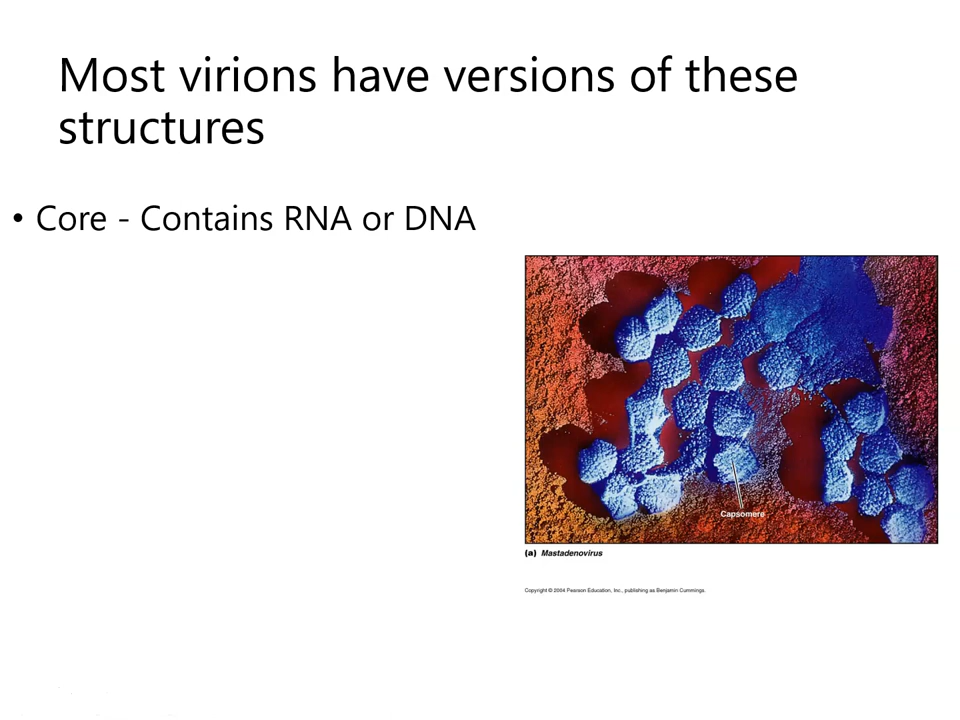 Most virions have versions of these
structures
• Core - Contains RNA or DNA
Capsomere
(a) Mastadenovirus
Copyright © 2004 Pearson Education, Inc., publishing as Benjamin Cummings.